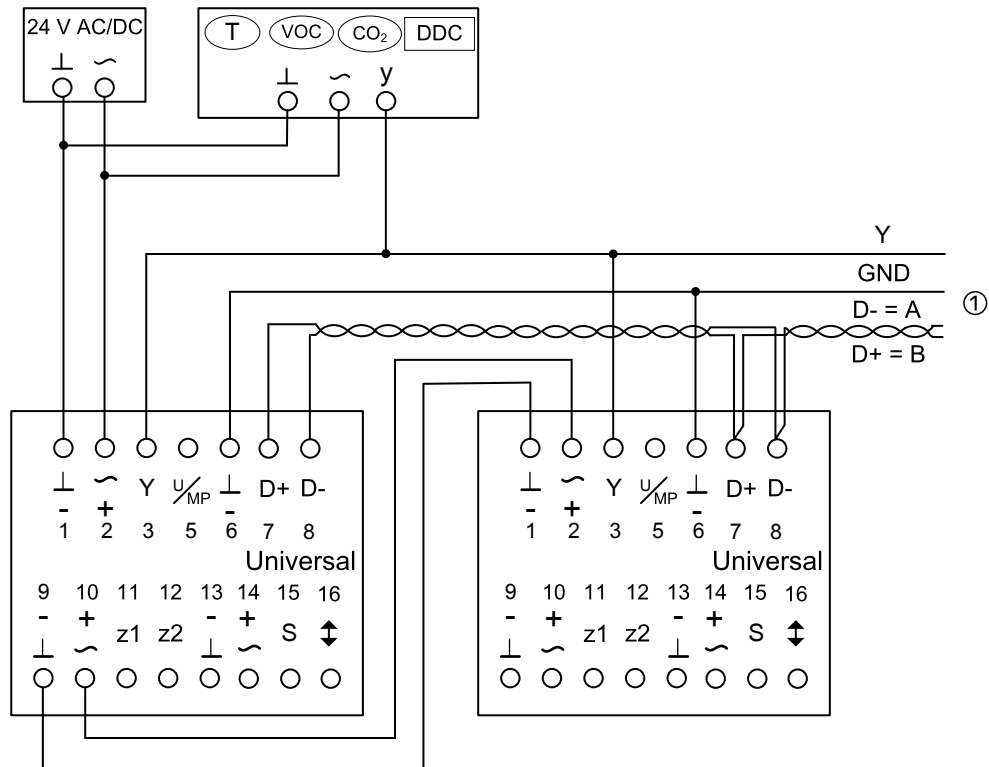 24 V AC/DC
T VOC CO₂ DDC
⊥ ~
⊥ ~ y
Y
GND
①
D- = A
D+ = B
⊥ ~ Y U/MP ⊥ D+ D-
- + -
1 2 3 5 6 7 8
Universal
9 10 11 12 13 14 15 16
- + z1 z2 - + S ↕
⊥ ~ ⊥ ~
⊥ ~ Y U/MP ⊥ D+ D-
- + -
1 2 3 5 6 7 8
Universal
9 10 11 12 13 14 15 16
- + z1 z2 - + S ↕
⊥ ~ ⊥ ~